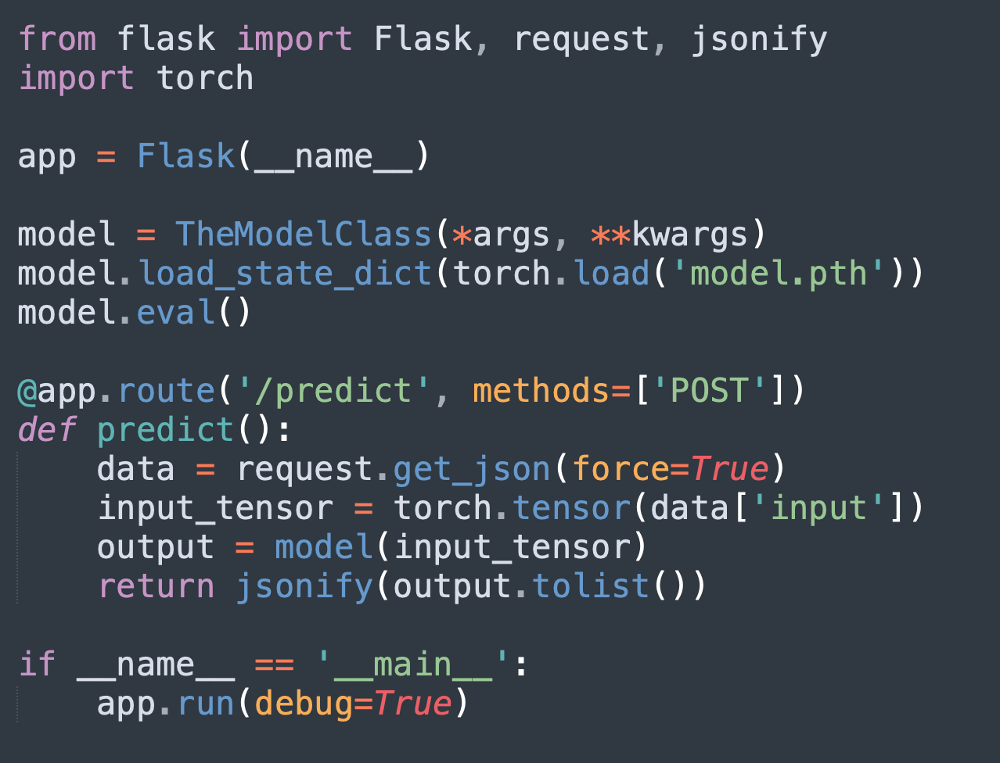 from flask import Flask, request, jsonify
import torch

app = Flask(__name__)

model = TheModelClass(*args, **kwargs)
model.load_state_dict(torch.load('model.pth'))
model.eval()

@app.route('/predict', methods=['POST'])
def predict():
    data = request.get_json(force=True)
    input_tensor = torch.tensor(data['input'])
    output = model(input_tensor)
    return jsonify(output.tolist())

if __name__ == '__main__':
    app.run(debug=True)